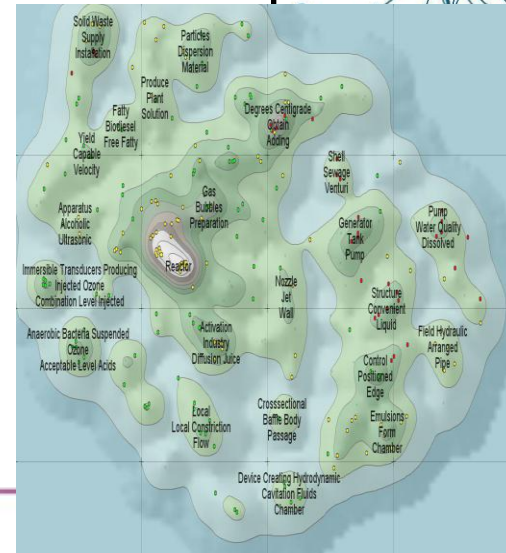 Solid Waste
Supply
Installation
Particles
Dispersion
Material
Produce
Plant
Solution
Fatty
Biodiesel
Free Fatty
Degrees Centigrade
Obtain
Adding
Yield
Capable
Velocity
Shell
Sewage
Venturi
Gas
Bubbles
Preparation
Apparatus
Alcoholic
Ultrasonic
Generator
Tank
Pump
Pump
Water Quality
Dissolved
Reactor
Immersible Transducers Producing
Injected Ozone
Combination Level Injected
Nozzle
Jet
Wall
Structure
Convenient
Liquid
Anaerobic Bacteria Suspended
Ozone
Acceptable Level Acids
Activation
Industry
Diffusion Juice
Field Hydraulic
Arranged
Pipe
Control
Positioned
Edge
Local
Local Constriction
Flow
Crosssectional
Baffle Body
Passage
Emulsions
Form
Chamber
Device Creating Hydrodynamic
Cavitation Fluids
Chamber